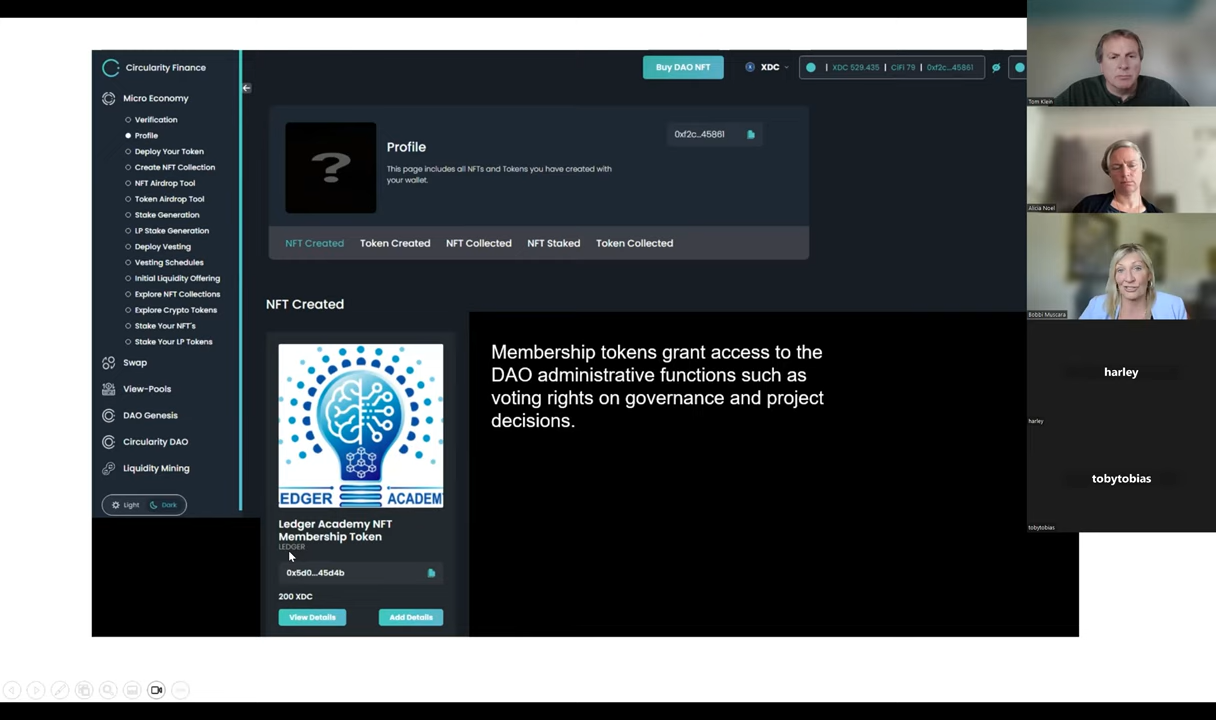 Circularity Finance
Micro Economy
Verification
Profile
Deploy Your Token
Create NFT Collection
NFT Airdrop Tool
Token Airdrop Tool
Stake Generation
LP Stake Generation
Deploy Vesting
Vesting Schedules
Initial Liquidity Offering
Explore NFT Collections
Explore Crypto Tokens
Stake Your NFT's
Stake Your LP Tokens
Swap
View-Pools
DAO Genesis
Circularity DAO
Liquidity Mining
Light Dark
Buy DAO NFT
XDC
XDC 529.435 | CIFI 79 | 0xf2c...45861
Profile
This page includes all NFTs and Tokens you have created with
your wallet.
0xf2c...45861
NFT Created Token Created NFT Collected NFT Staked Token Collected
NFT Created
EDGER ACADEM
Ledger Academy NFT
Membership Token
LEDGER
0x5d0...45d4b
200 XDC
View Details Add Details
Membership tokens grant access to the
DAO administrative functions such as
voting rights on governance and project
decisions.
Tom Klein
Alicia Noel
Bobbi Muscara
harley
harley
tobytobias
tobytobias